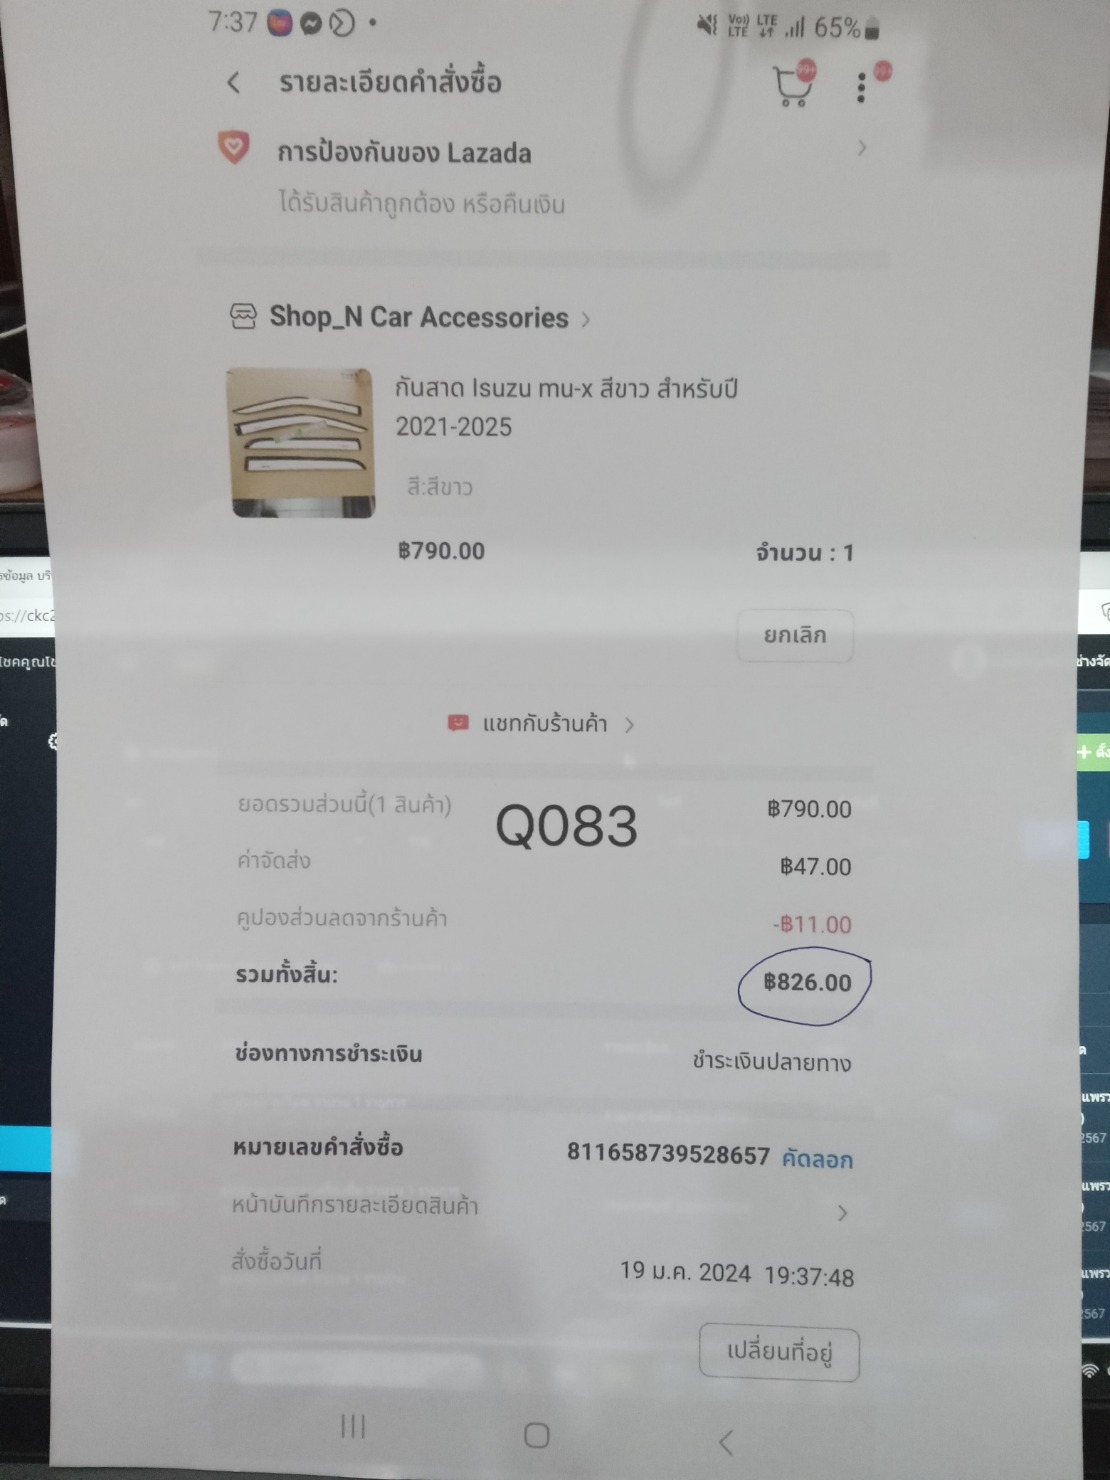 7:37
Vo) LTE LTE 65%
รายละเอียดคำสั่งซื้อ
99+
การป้องกันของ Lazada
ได้รับสินค้าถูกต้อง หรือคืนเงิน
Shop_N Car Accessories
กันสาด Isuzu mu-x สีขาว สำหรับปี
2021-2025
สี:สีขาว
฿790.00 จำนวน : 1
ยกเลิก
แชทกับร้านค้า
ยอดรวมส่วนนี้(1 สินค้า) ฿790.00
Q083
ค่าจัดส่ง ฿47.00
คูปองส่วนลดจากร้านค้า -฿11.00
รวมทั้งสิ้น: ฿826.00
ช่องทางการชำระเงิน ชำระเงินปลายทาง
หมายเลขคำสั่งซื้อ 811658739528657 คัดลอก
หน้าบันทึกรายละเอียดสินค้า
สั่งซื้อวันที่ 19 ม.ค. 2024 19:37:48
เปลี่ยนที่อยู่